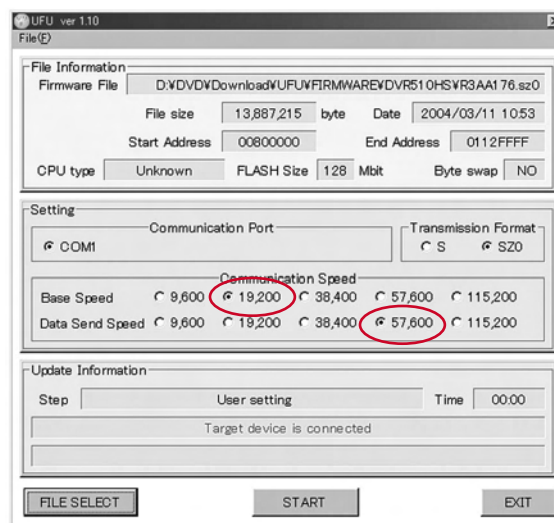 UFU ver 1.10
File(F)
File Information
Firmware File D:¥DVD¥Download¥UFU¥FIRMWARE¥DVR510HS¥R3AA176.sz0
File size 13,887,215 byte Date 2004/03/11 10:53
Start Address 00800000 End Address 0112FFFF
CPU type Unknown FLASH Size 128 Mbit Byte swap NO
Setting
Communication Port Transmission Format
COM1 S SZ0
Communication Speed
Base Speed 9,600 19,200 38,400 57,600 115,200
Data Send Speed 9,600 19,200 38,400 57,600 115,200
Update Information
Step User setting Time 00:00
Target device is connected
FILE SELECT START EXIT